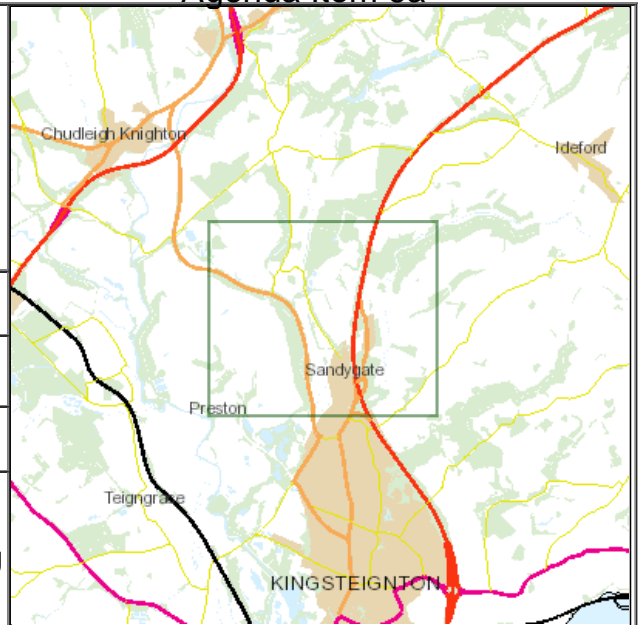 Chudleigh Knighton
Ideford
Sandygate
Preston
Teigngrace
KINGSTEIGNTON